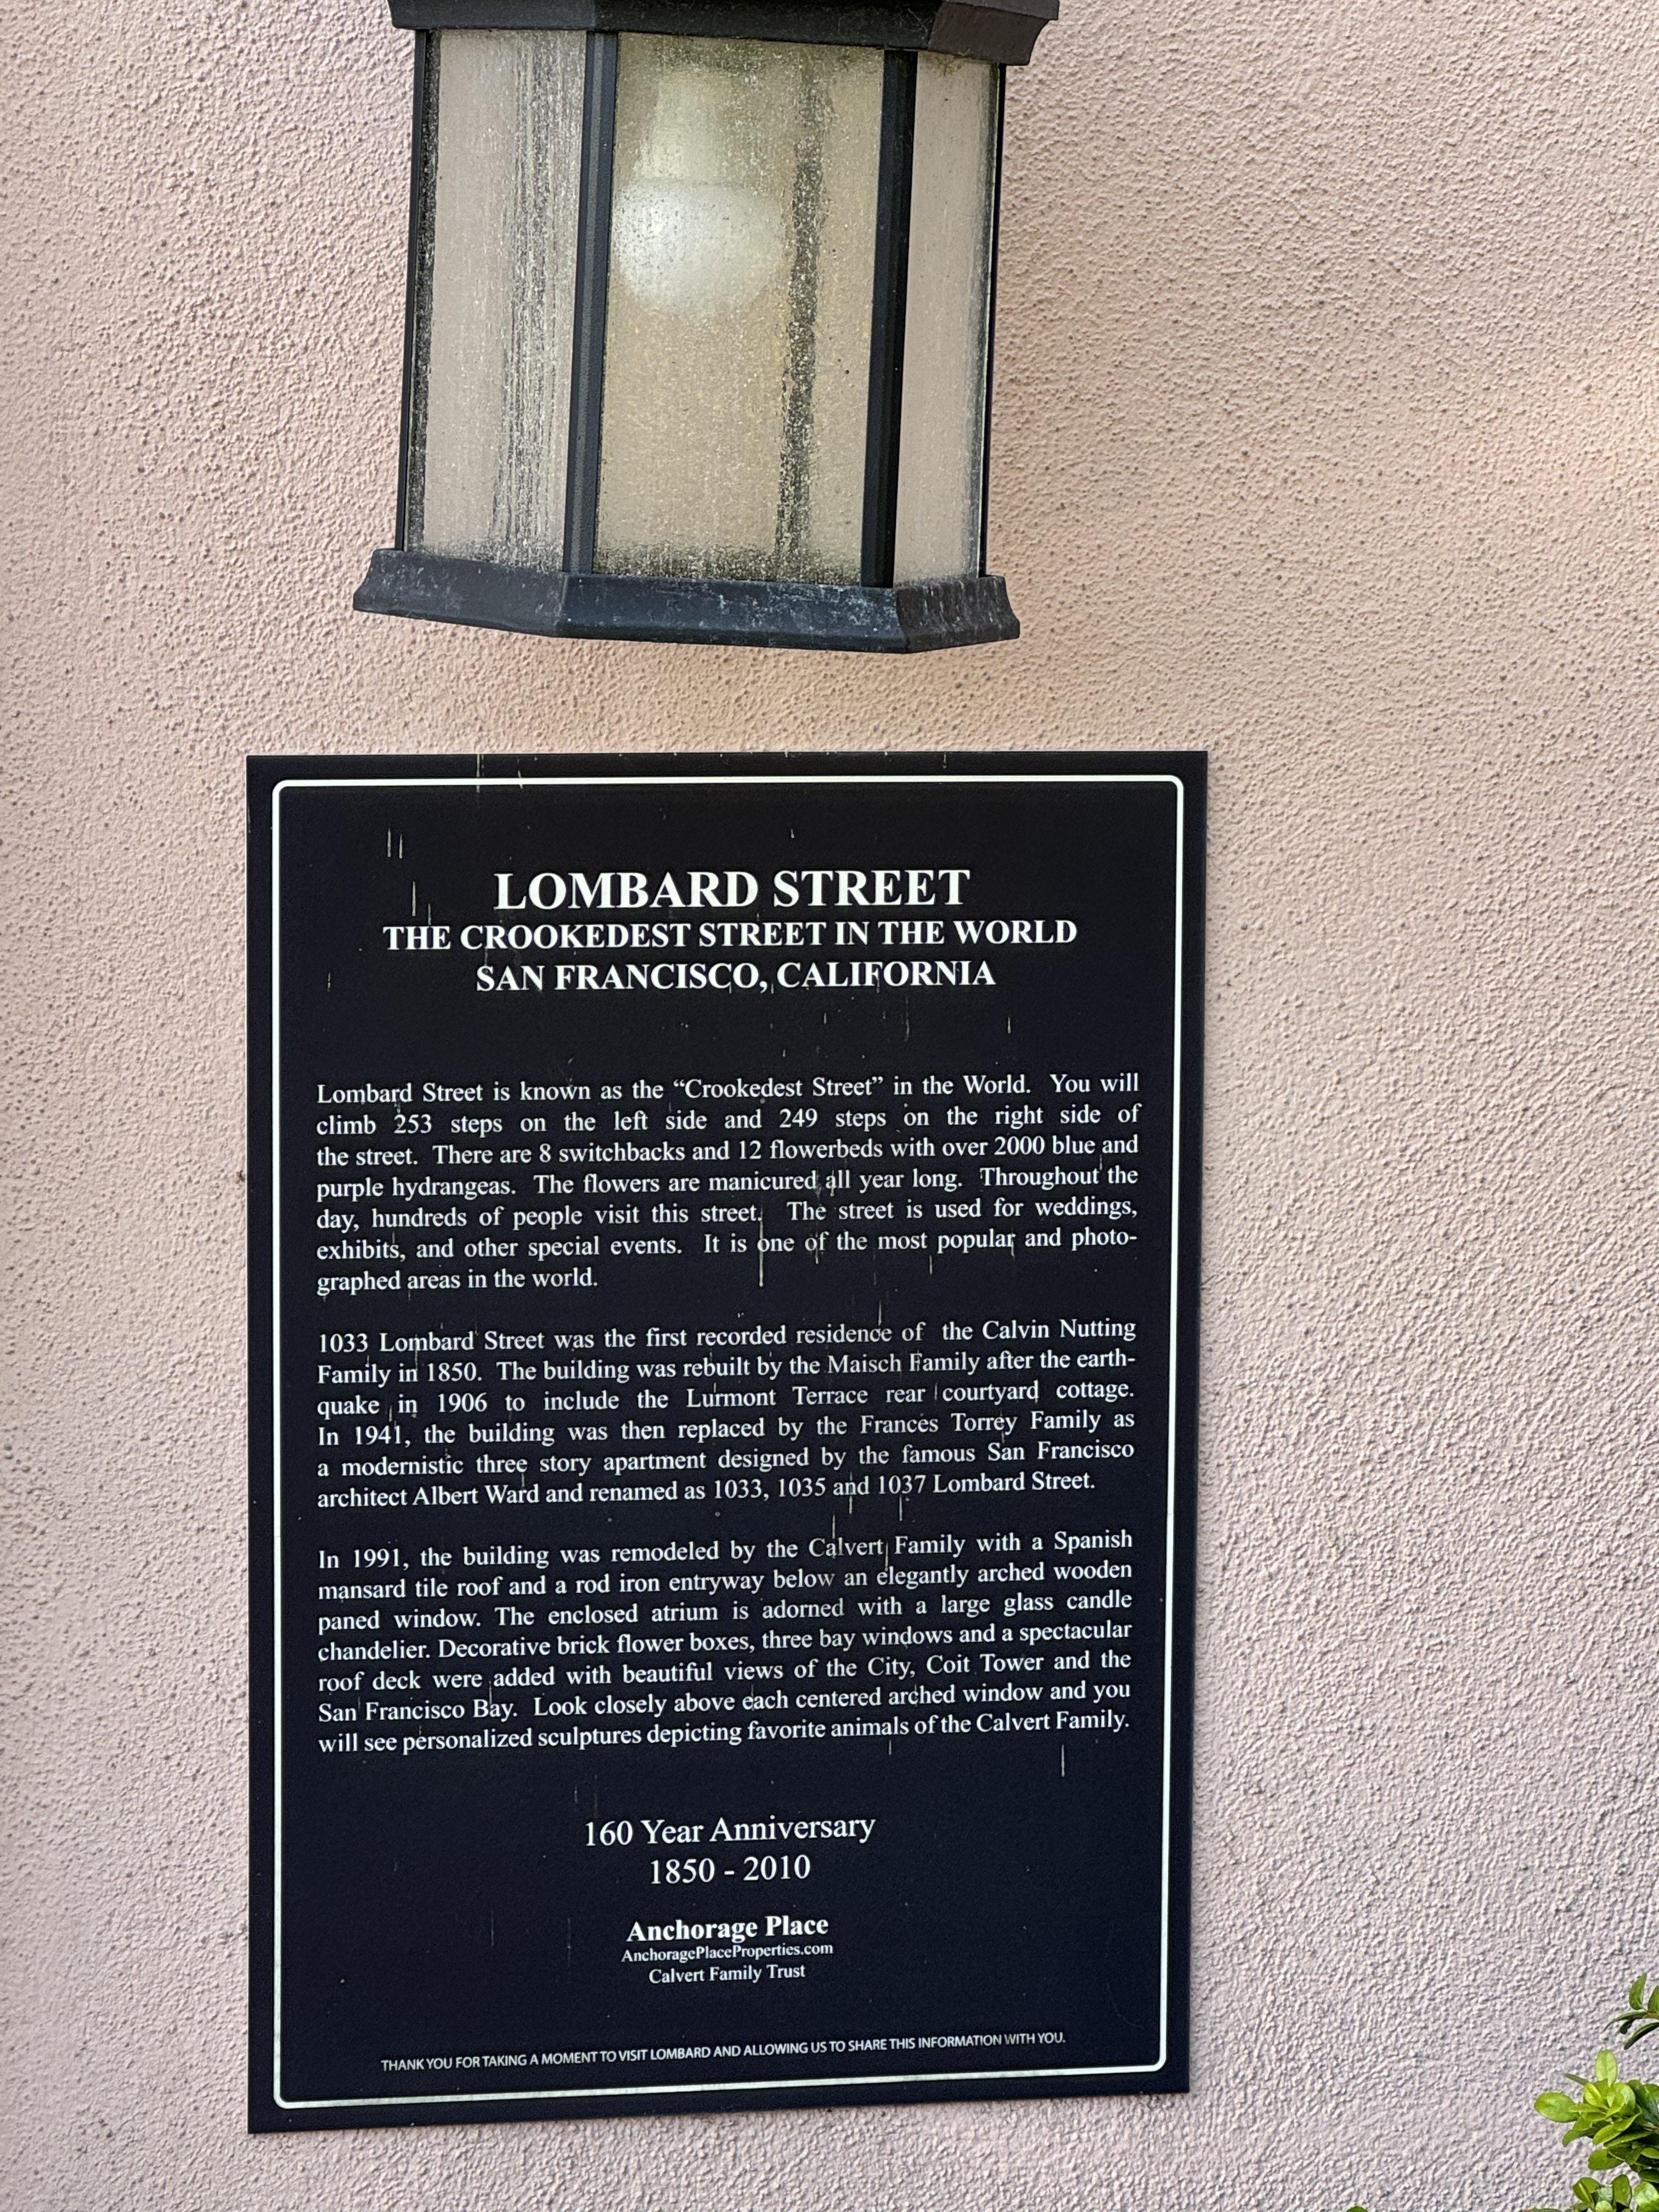 LOMBARD STREET
THE CROOKEDEST STREET IN THE WORLD
SAN FRANCISCO, CALIFORNIA
Lombard Street is known as the “Crookedest Street” in the World. You will
climb 253 steps on the left side and 249 steps on the right side of
the street. There are 8 switchbacks and 12 flowerbeds with over 2000 blue and
purple hydrangeas. The flowers are manicured all year long. Throughout the
day, hundreds of people visit this street. The street is used for weddings,
exhibits, and other special events. It is one of the most popular and photo-
graphed areas in the world.
1033 Lombard Street was the first recorded residence of the Calvin Nutting
Family in 1850. The building was rebuilt by the Maisch Family after the earth-
quake in 1906 to include the Lurmont Terrace rear courtyard cottage.
In 1941, the building was then replaced by the Frances Torrey Family as
a modernistic three story apartment designed by the famous San Francisco
architect Albert Ward and renamed as 1033, 1035 and 1037 Lombard Street.
In 1991, the building was remodeled by the Calvert Family with a Spanish
mansard tile roof and a rod iron entryway below an elegantly arched wooden
paned window. The enclosed atrium is adorned with a large glass candle
chandelier. Decorative brick flower boxes, three bay windows and a spectacular
roof deck were added with beautiful views of the City, Coit Tower and the
San Francisco Bay. Look closely above each centered arched window and you
will see personalized sculptures depicting favorite animals of the Calvert Family.
160 Year Anniversary
1850 - 2010
Anchorage Place
AnchoragePlaceProperties.com
Calvert Family Trust
THANK YOU FOR TAKING A MOMENT TO VISIT LOMBARD AND ALLOWING US TO SHARE THIS INFORMATION WITH YOU.